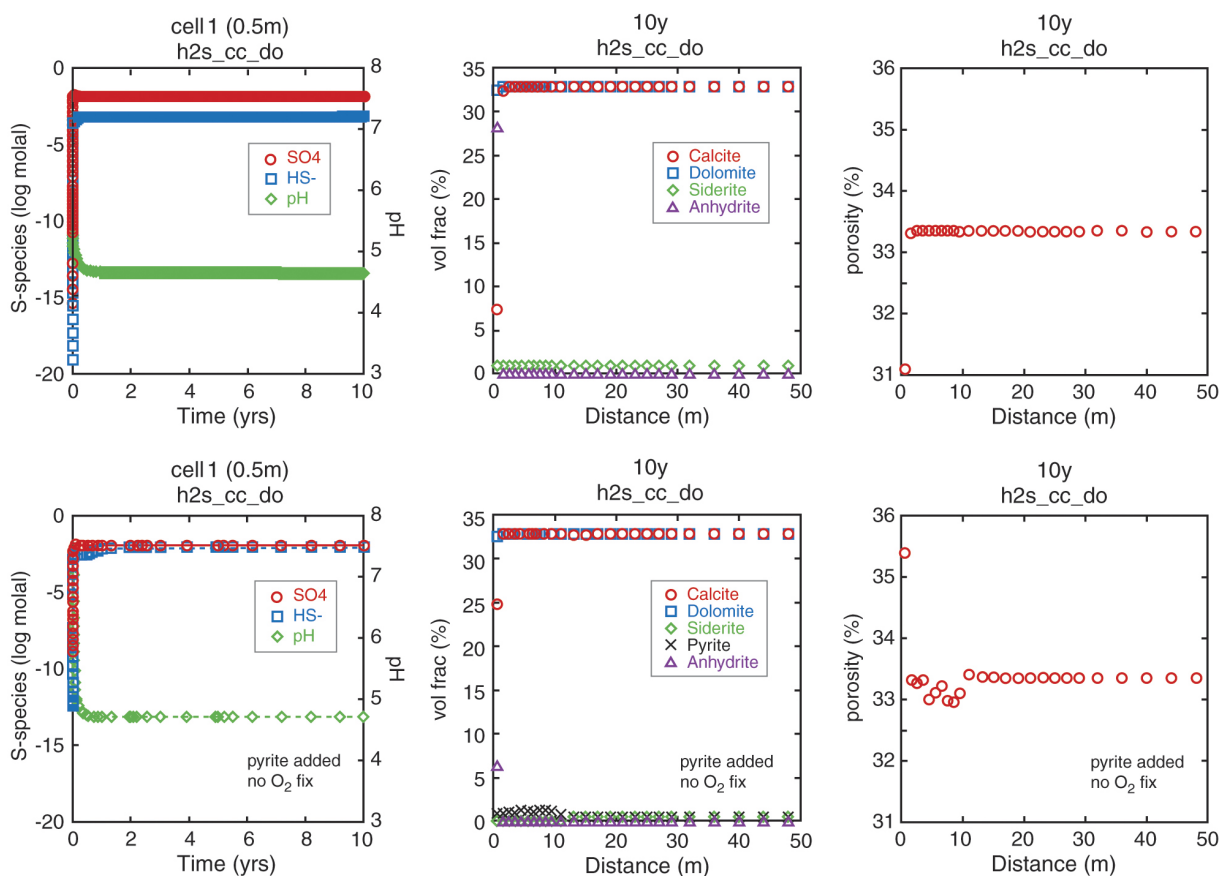 cell 1 (0.5m)
h2s_cc_do
0
-5
-10
-15
-20
S-species (log molal)
8
7
6
5
4
3
pH
SO4
HS-
pH
0 2 4 6 8 10
Time (yrs)
10y
h2s_cc_do
35
30
25
20
15
10
5
0
vol frac (%)
Calcite
Dolomite
Siderite
Anhydrite
0 10 20 30 40 50
Distance (m)
10y
h2s_cc_do
36
35
34
33
32
31
porosity (%)
0 10 20 30 40 50
Distance (m)
cell 1 (0.5m)
h2s_cc_do
0
-5
-10
-15
-20
S-species (log molal)
8
7
6
5
4
3
pH
SO4
HS-
pH
pyrite added
no O2 fix
0 2 4 6 8 10
Time (yrs)
10y
h2s_cc_do
35
30
25
20
15
10
5
0
vol frac (%)
Calcite
Dolomite
Siderite
Pyrite
Anhydrite
pyrite added
no O2 fix
0 10 20 30 40 50
Distance (m)
10y
h2s_cc_do
36
35
34
33
32
31
porosity (%)
pyrite added
no O2 fix
0 10 20 30 40 50
Distance (m)